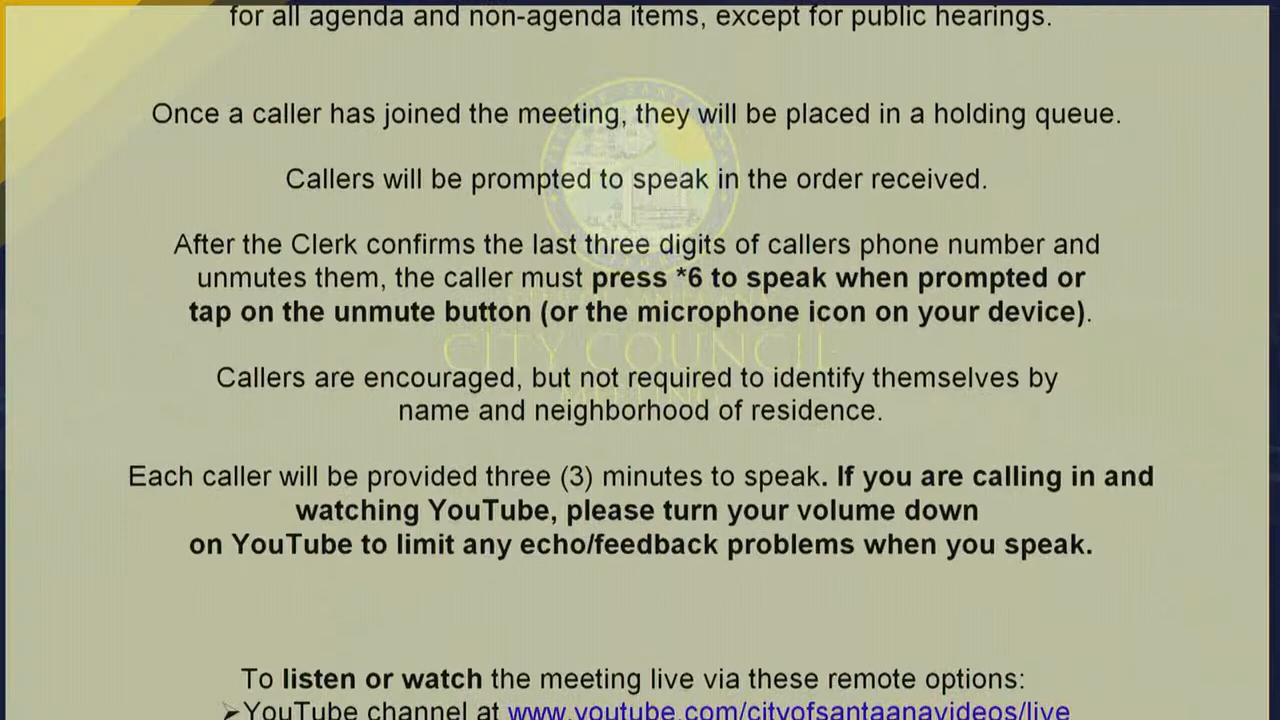 for all agenda and non-agenda items, except for public hearings.
Once a caller has joined the meeting, they will be placed in a holding queue.
Callers will be prompted to speak in the order received.
After the Clerk confirms the last three digits of callers phone number and
unmutes them, the caller must press *6 to speak when prompted or
tap on the unmute button (or the microphone icon on your device).
CITY COUNCIL
Callers are encouraged, but not required to identify themselves by
name and neighborhood of residence.
Each caller will be provided three (3) minutes to speak. If you are calling in and
watching YouTube, please turn your volume down
on YouTube to limit any echo/feedback problems when you speak.
To listen or watch the meeting live via these remote options:
➢YouTube channel at www.youtube.com/cityofsantaanavideos/live